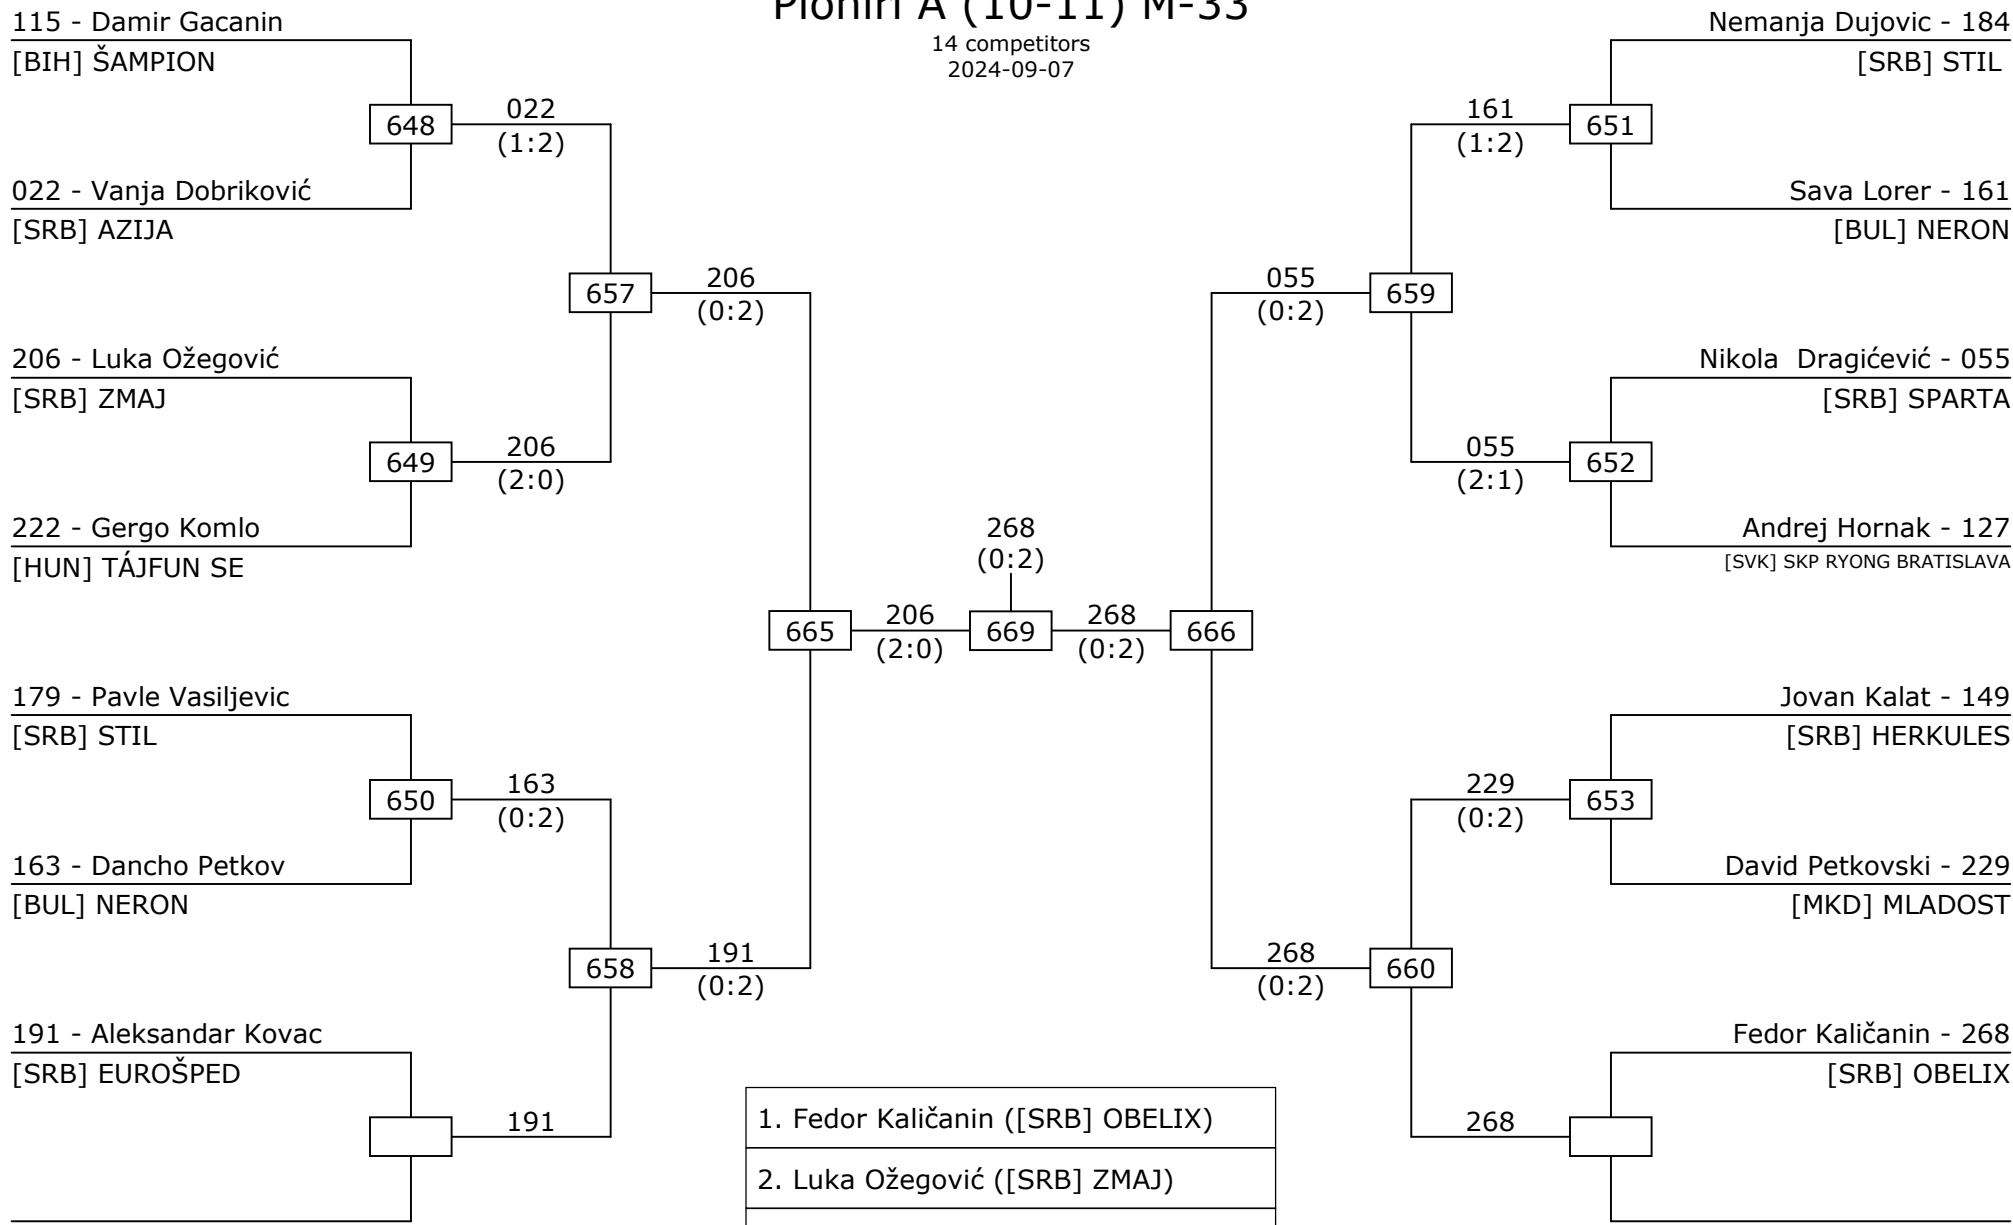 Pioniri A (10-11) M-33
14 competitors
2024-09-07
115 - Damir Gacanin
[BIH] ŠAMPION
648
022
(1:2)
022 - Vanja Dobriković
[SRB] AZIJA
657
206
(0:2)
206 - Luka Ožegović
[SRB] ZMAJ
649
206
(2:0)
222 - Gergo Komlo
[HUN] TÁJFUN SE
665
206
(2:0)
179 - Pavle Vasiljevic
[SRB] STIL
650
163
(0:2)
163 - Dancho Petkov
[BUL] NERON
658
191
(0:2)
191 - Aleksandar Kovac
[SRB] EUROŠPED
191
268
(0:2)
669
Nemanja Dujovic - 184
[SRB] STIL
161
(1:2)
651
Sava Lorer - 161
[BUL] NERON
055
(0:2)
659
Nikola  Dragićević - 055
[SRB] SPARTA
055
(2:1)
652
Andrej Hornak - 127
[SVK] SKP RYONG BRATISLAVA
268
(0:2)
666
Jovan Kalat - 149
[SRB] HERKULES
229
(0:2)
653
David Petkovski - 229
[MKD] MLADOST
268
(0:2)
660
Fedor Kaličanin - 268
[SRB] OBELIX
268
1. Fedor Kaličanin ([SRB] OBELIX)
2. Luka Ožegović ([SRB] ZMAJ)